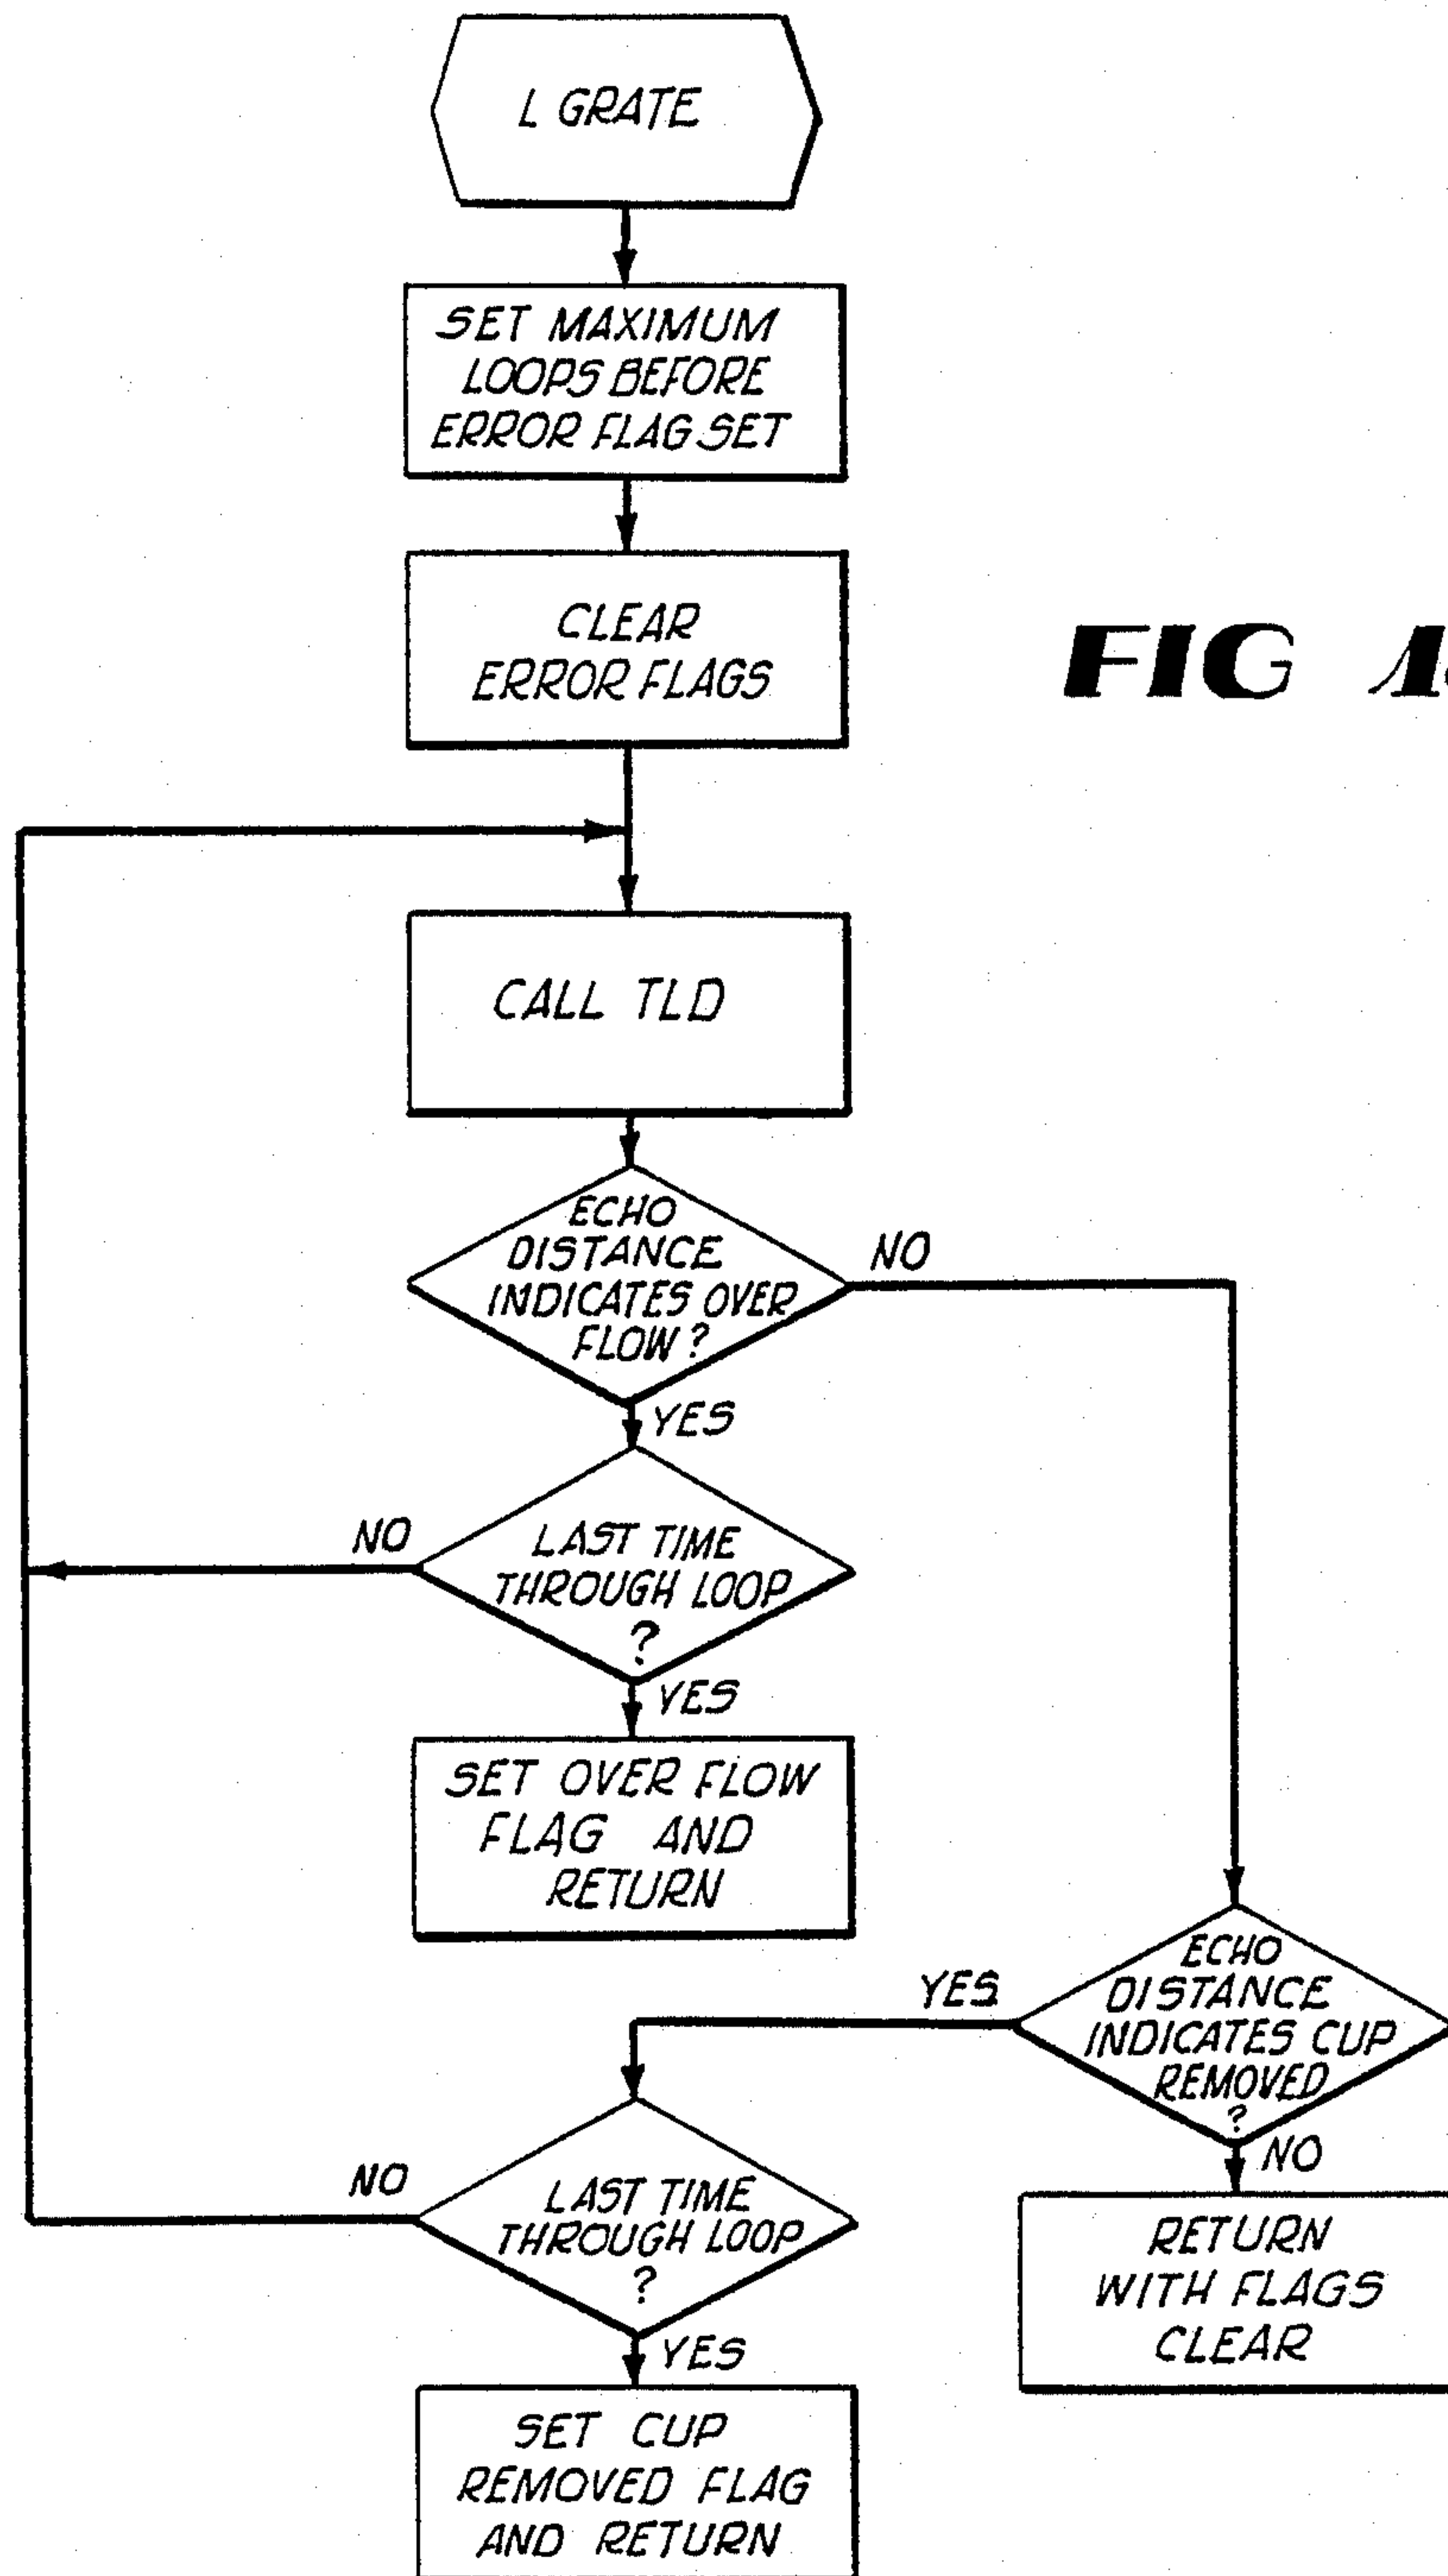 L GRATE
SET MAXIMUM
LOOPS BEFORE
ERROR FLAG SET
CLEAR
ERROR FLAGS
FIG
CALL TLD
ECHO
DISTANCE
INDICATES OVER
FLOW?
NO
YES
NO
LAST TIME
THROUGH LOOP
?
YES
SET OVER FLOW
FLAG AND
RETURN
ECHO
DISTANCE
INDICATES CUP
REMOVED
?
YES
NO
NO
LAST TIME
THROUGH LOOP
?
YES
RETURN
WITH FLAGS
CLEAR
SET CUP
REMOVED FLAG
AND RETURN